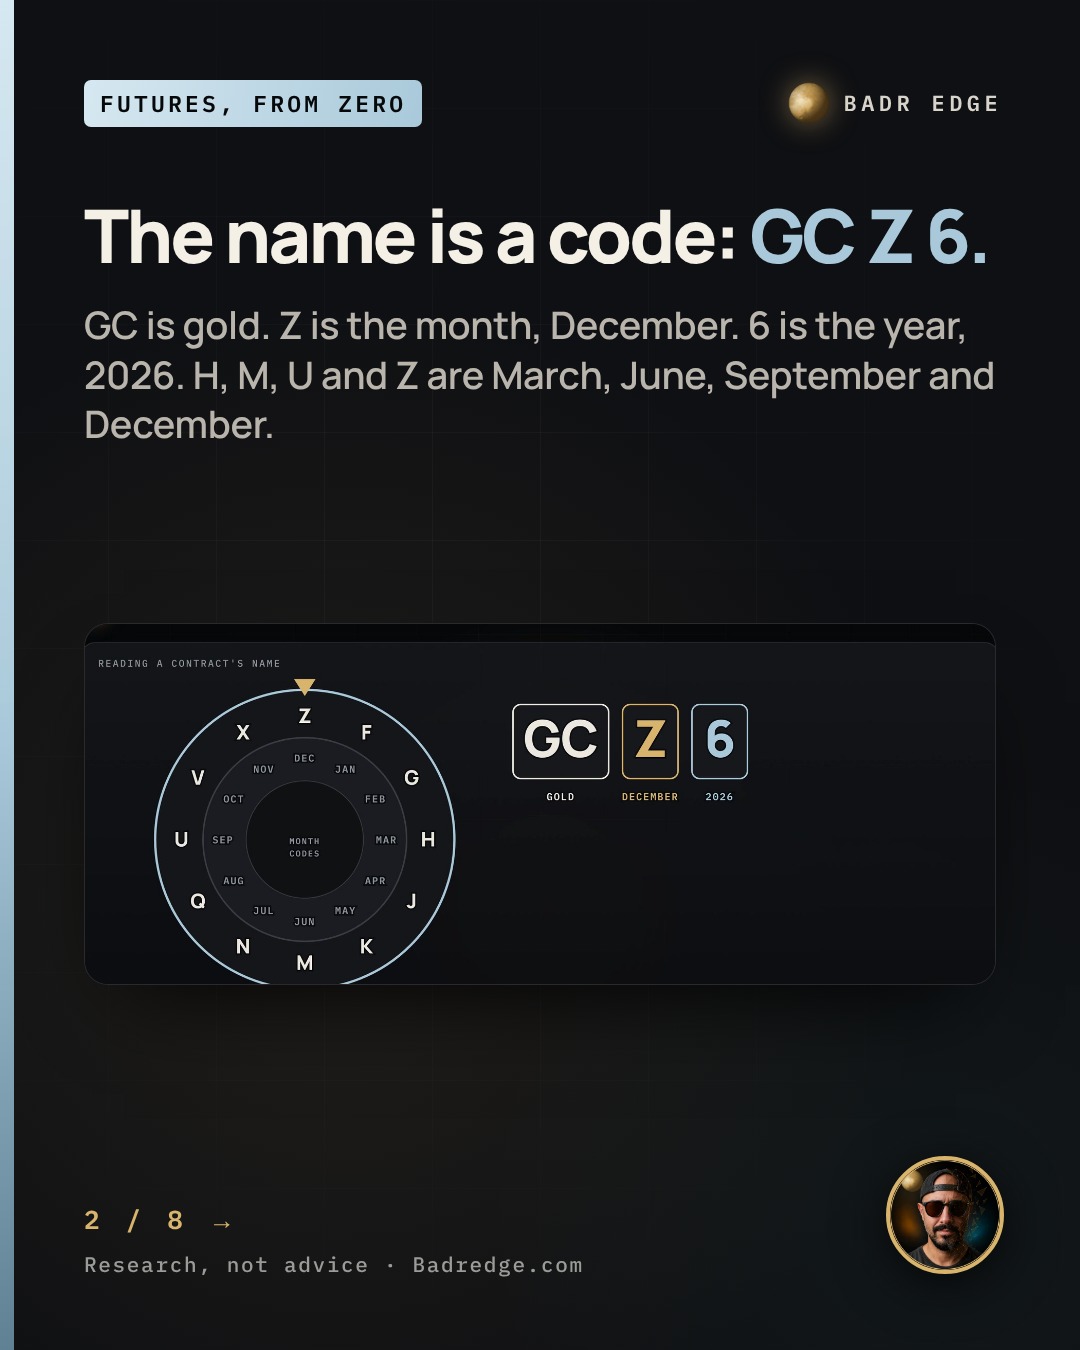 FUTURES, FROM ZERO
BADR EDGE
The name is a code: GC Z 6.
GC is gold. Z is the month, December. 6 is the year,
2026. H, M, U and Z are March, June, September and
December.
READING A CONTRACT'S NAME
Z
F
G
H
J
K
M
N
Q
U
V
X
DEC
JAN
FEB
MAR
APR
MAY
JUN
JUL
AUG
SEP
OCT
NOV
MONTH
CODES
GC
Z
6
GOLD
DECEMBER
2026
2 / 8 →
Research, not advice · Badredge.com